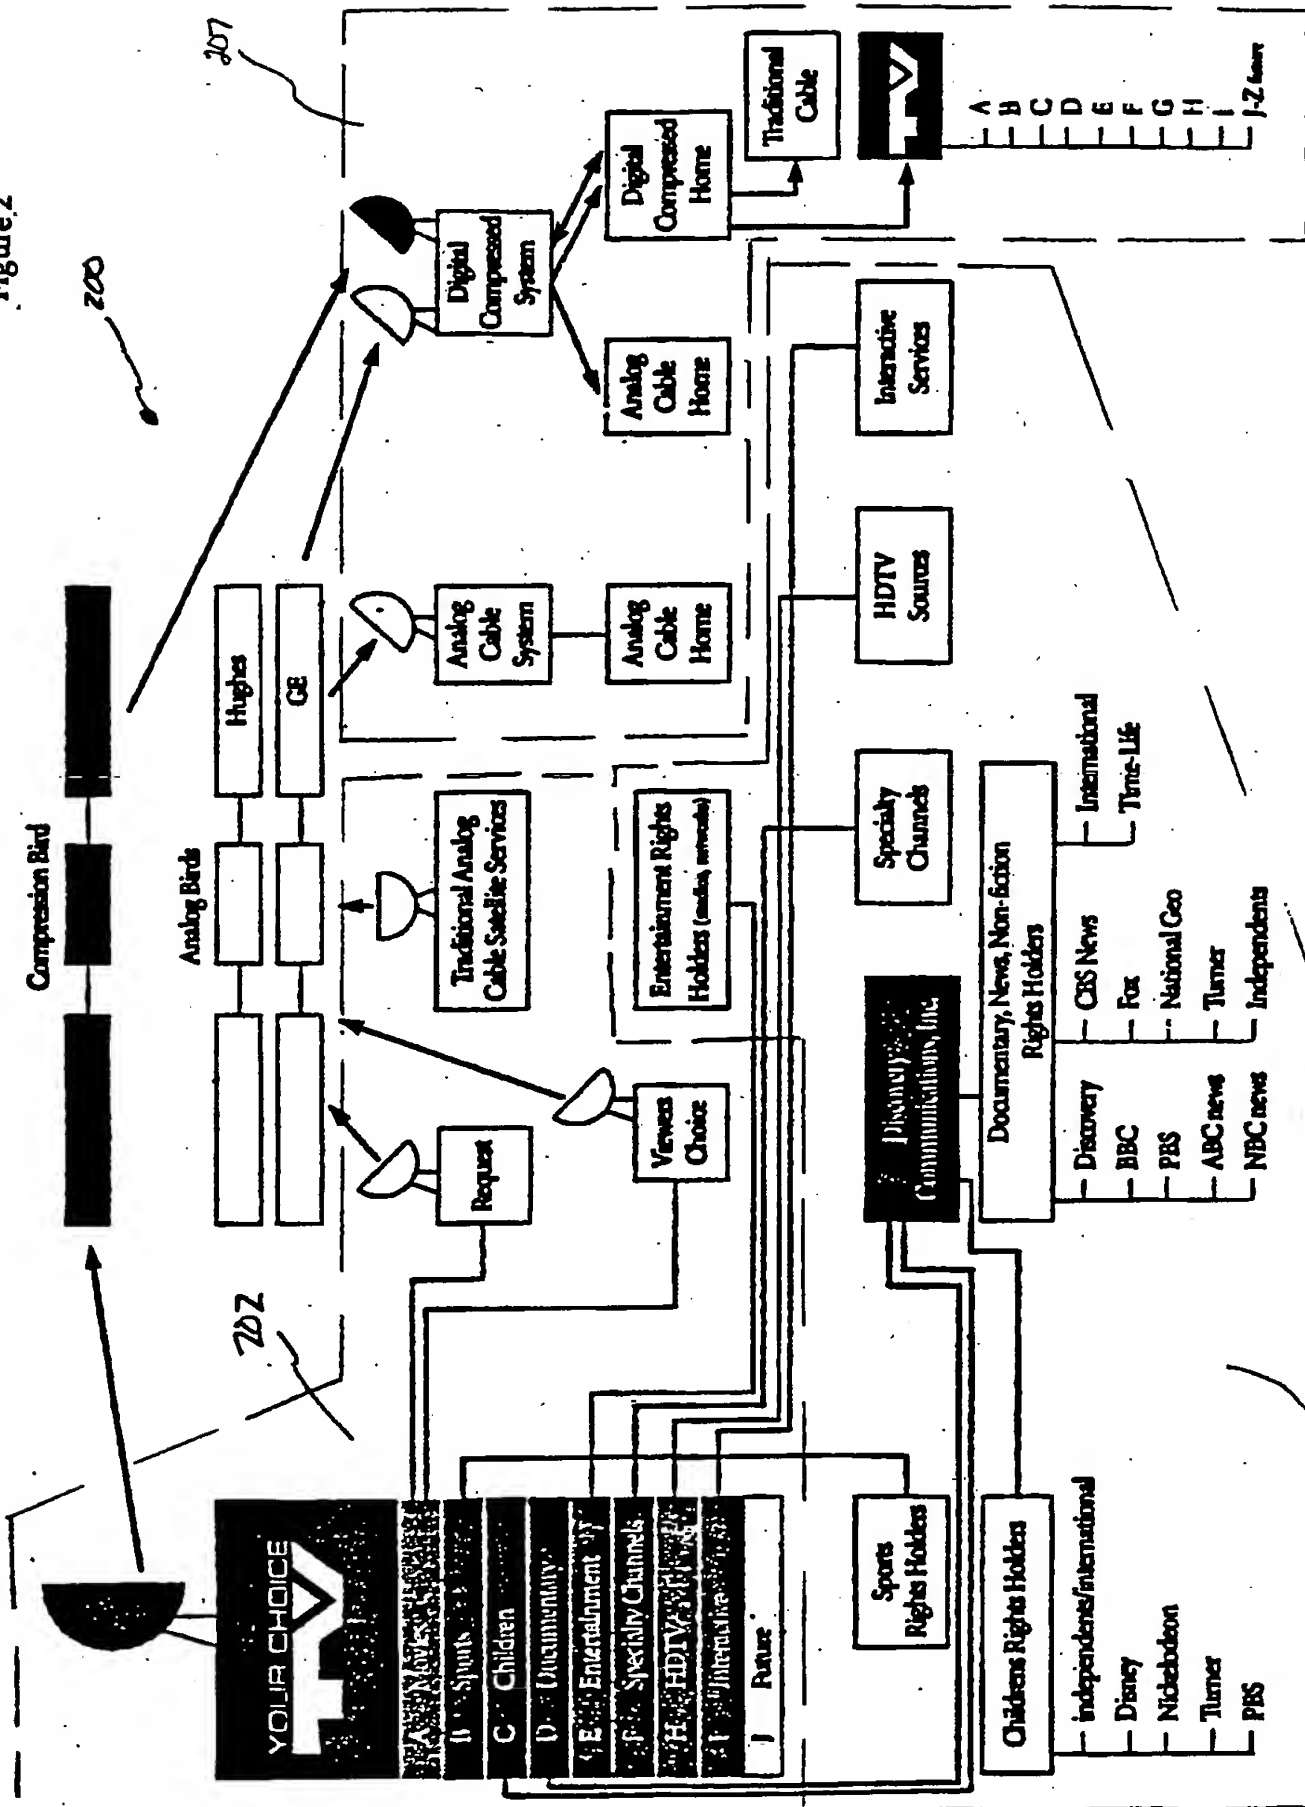 Figure 2
200
207
202
Compression Bird
Analog Birds
Hughes
GE
YOUR CHOICE
TV
A Movies
B Sports
C Children
D Documentary
E Entertainment
F Specialty Channels
H HDTV
I Interactive
J Future
Request
Viewers
Choice
Traditional Analog
Cable Satellite Services
Entertainment Rights
Holders (studios, networks)
Analog
Cable
System
Analog
Cable
Home
Digital
Compressed
System
Analog
Cable
Home
Digital
Compressed
Home
Traditional
Cable
TV
A
B
C
D
E
F
G
H
I
J-Z future
Sports
Rights Holders
Discovery
Communications, Inc.
Specialty
Channels
HDTV
Sources
Interactive
Services
Childrens Rights Holders
independents/international
Disney
Nickelodeon
Turner
PBS
Documentary, News, Non-fiction
Rights Holders
Discovery
BBC
PBS
ABC news
NBC news
CBS News
Fox
National Geo
Turner
Independents
International
Time-Life